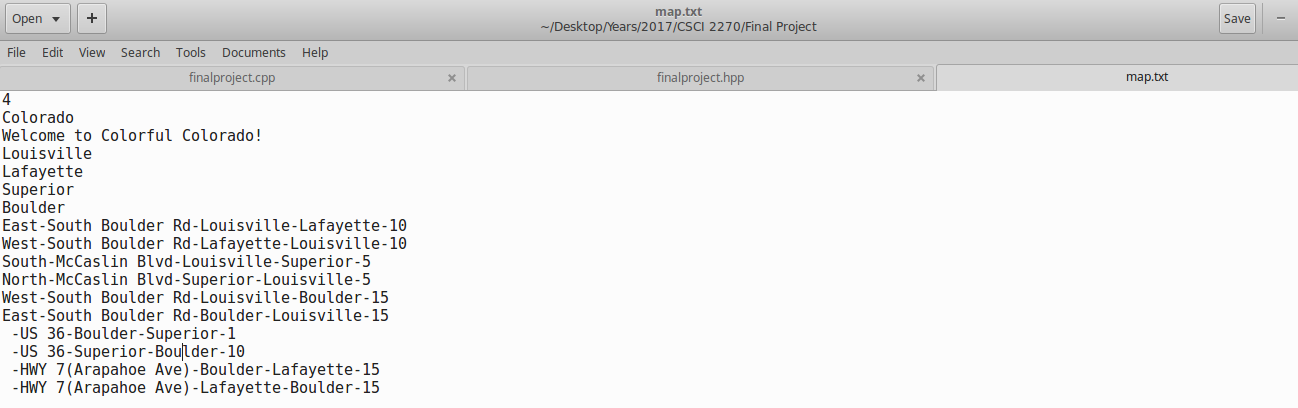 Open
map.txt
~/Desktop/Years/2017/CSCI 2270/Final Project
Save
File Edit View Search Tools Documents Help
finalproject.cpp finalproject.hpp map.txt
4
Colorado
Welcome to Colorful Colorado!
Louisville
Lafayette
Superior
Boulder
East-South Boulder Rd-Louisville-Lafayette-10
West-South Boulder Rd-Lafayette-Louisville-10
South-McCaslin Blvd-Louisville-Superior-5
North-McCaslin Blvd-Superior-Louisville-5
West-South Boulder Rd-Louisville-Boulder-15
East-South Boulder Rd-Boulder-Louisville-15
 -US 36-Boulder-Superior-1
 -US 36-Superior-Boulder-10
 -HWY 7(Arapahoe Ave)-Boulder-Lafayette-15
 -HWY 7(Arapahoe Ave)-Lafayette-Boulder-15